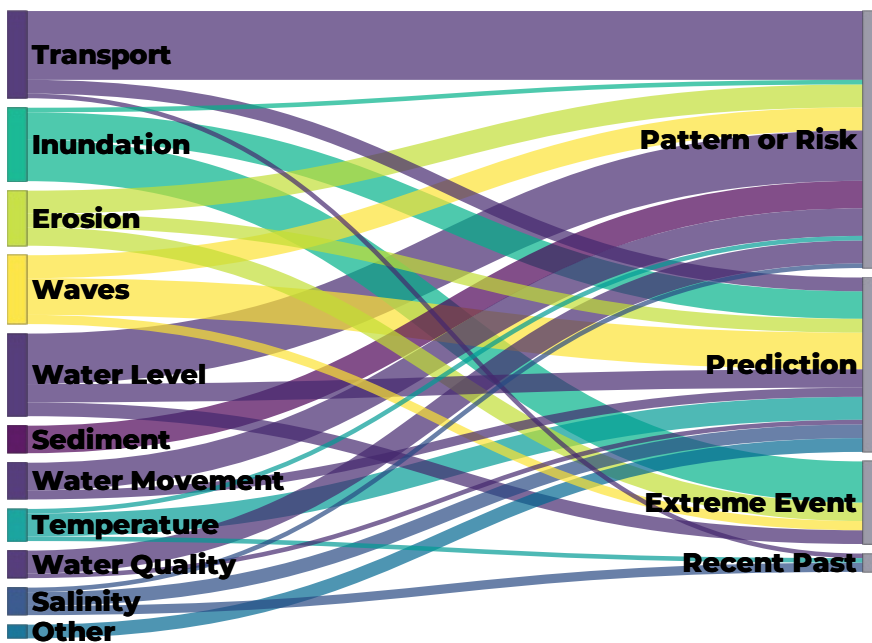 Transport
Inundation
Erosion
Waves
Water Level
Sediment
Water Movement
Temperature
Water Quality
Salinity
Other
Pattern or Risk
Prediction
Extreme Event
Recent Past